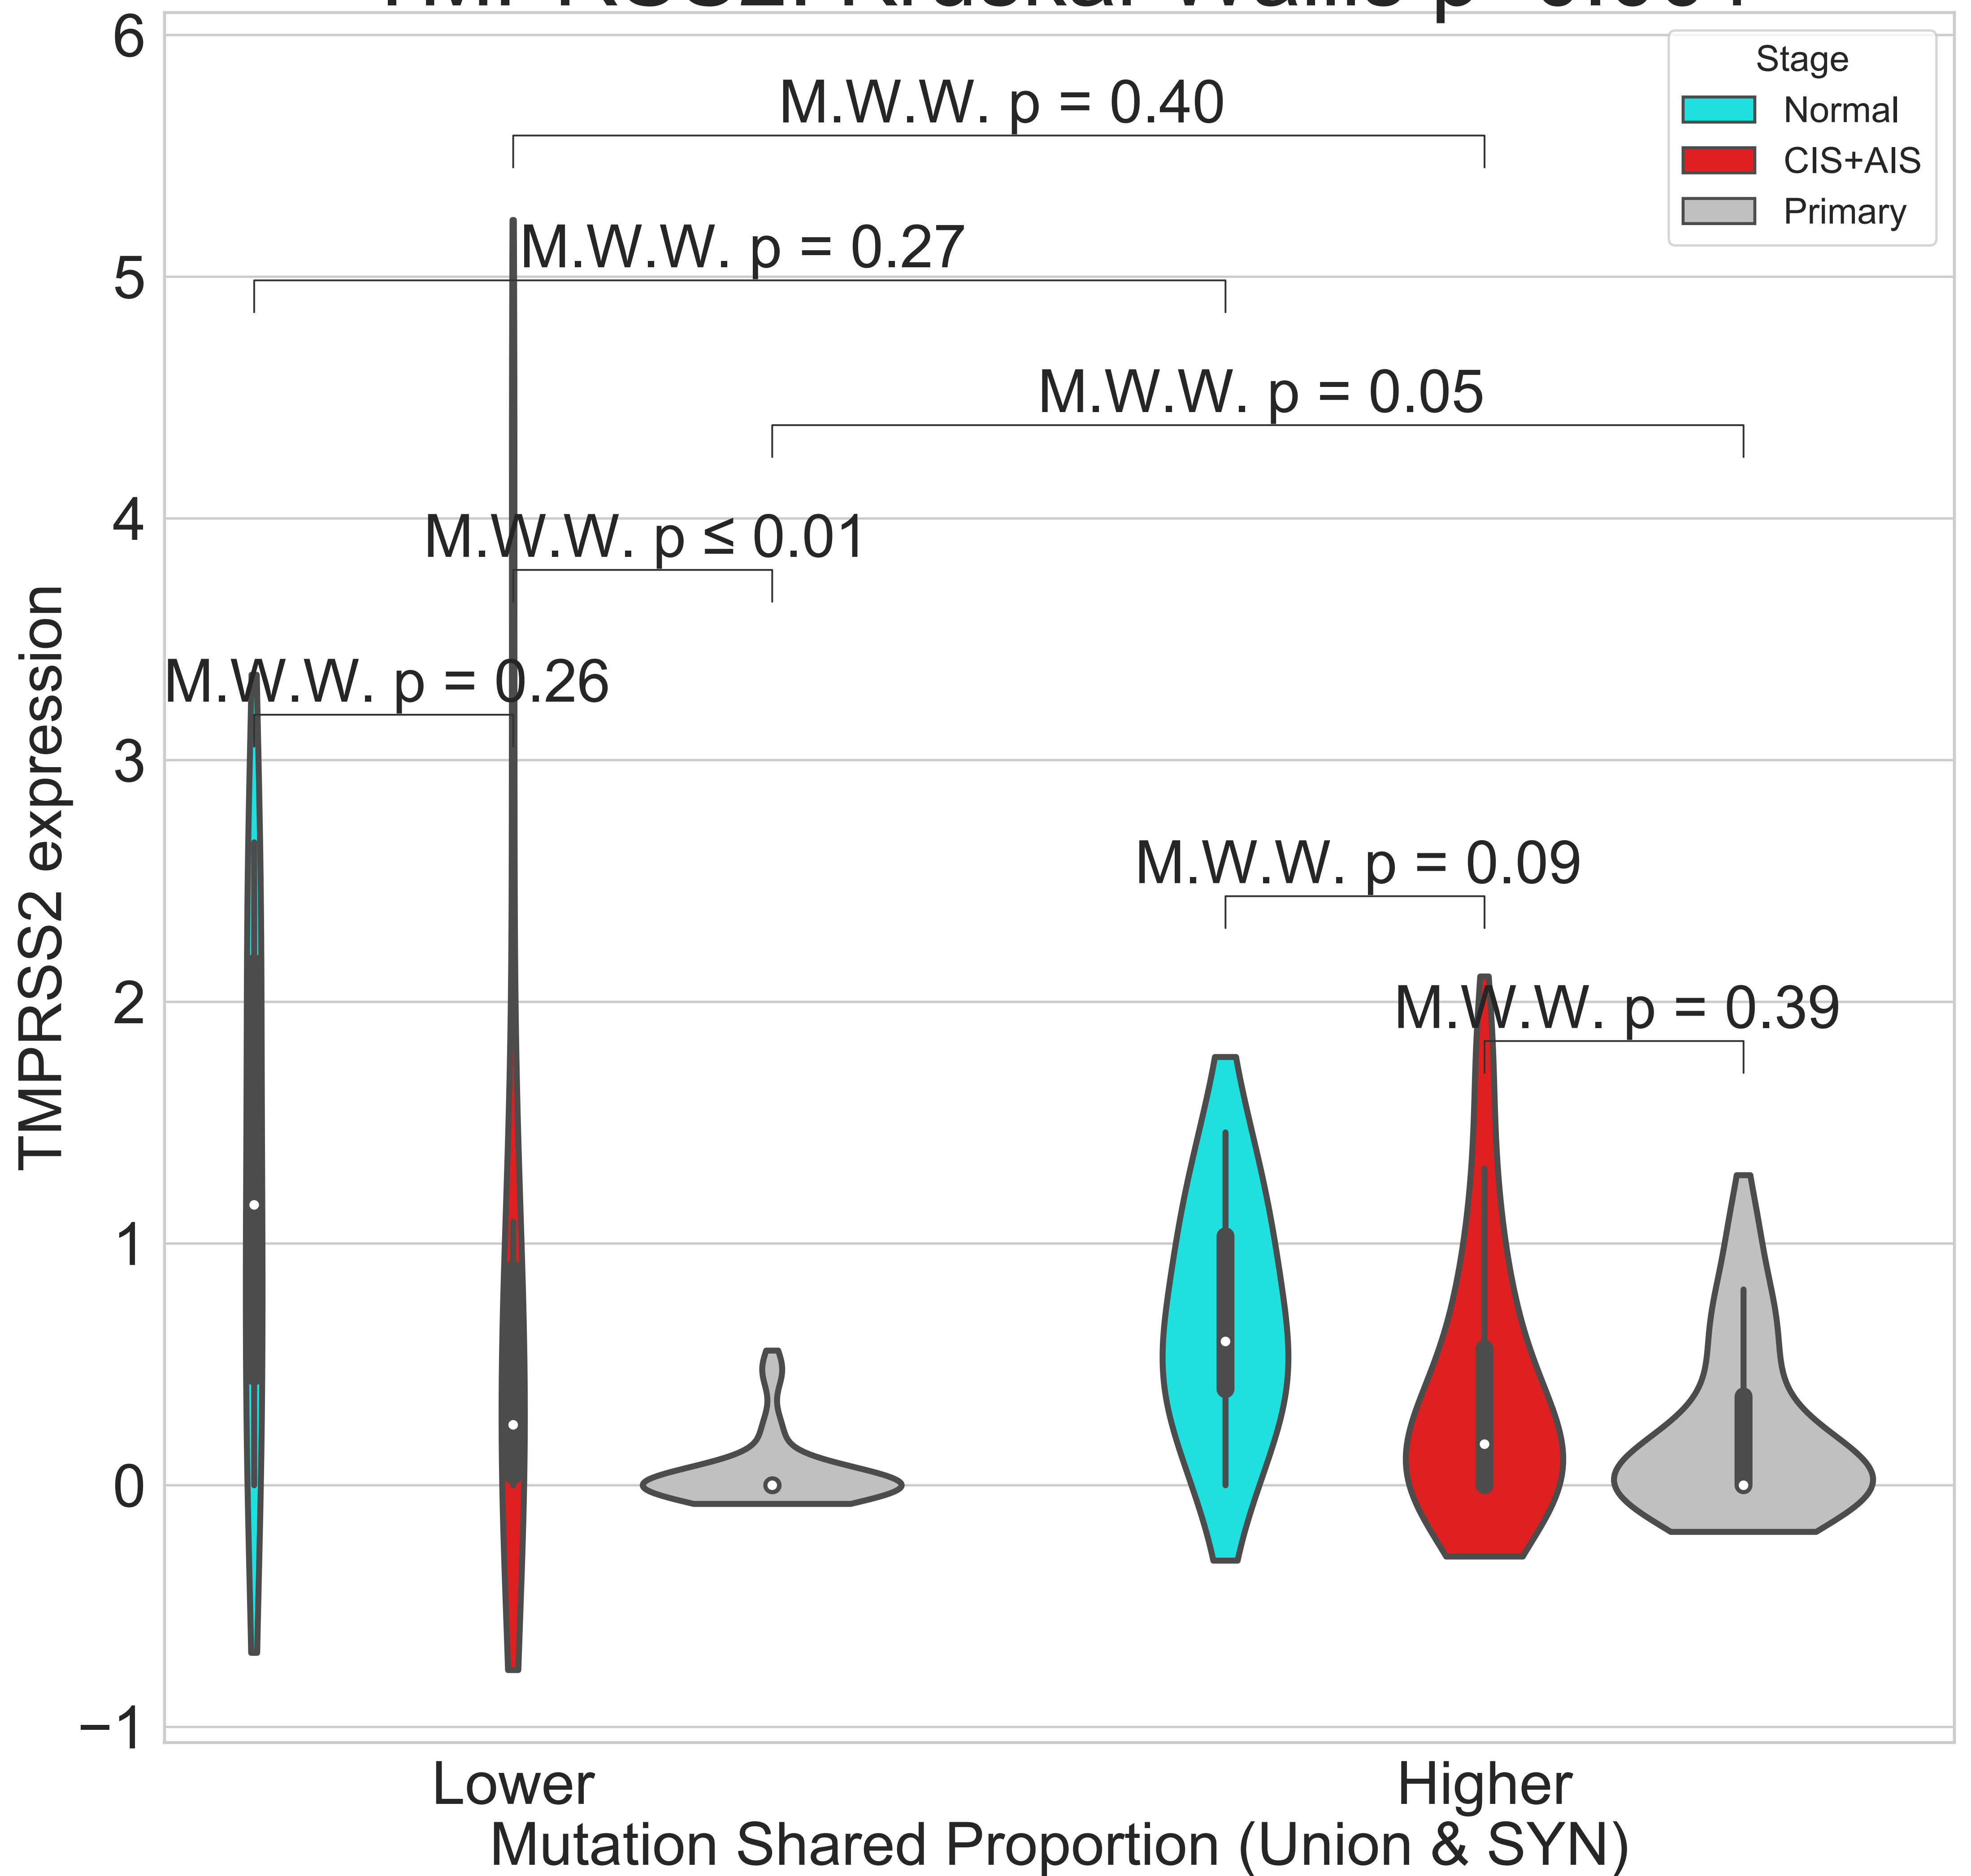 6
Stage
Normal
CIS+AIS
Primary
M.W.W. p = 0.40
M.W.W. p = 0.27
5
M.W.W. p = 0.05
4
M.W.W. p ≤ 0.01
M.W.W. p = 0.26
3
M.W.W. p = 0.09
2
M.W.W. p = 0.39
1
0
−1
TMPRSS2 expression
Lower
Higher
Mutation Shared Proportion (Union & SYN)